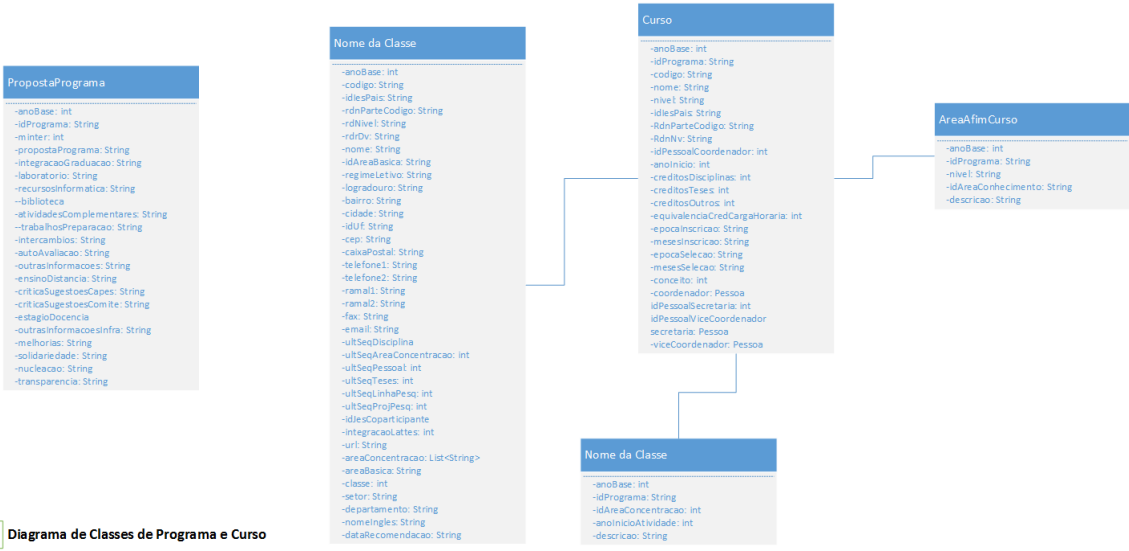 PropostaPrograma
-anoBase: int
-idPrograma: String
-minter: int
-propostaPrograma: String
-integracaoGraduacao: String
-laboratorio: String
-recursosInformatica: String
--biblioteca
-atividadesComplementares: String
--trabalhosPreparacao: String
-intercambios: String
-autoAvaliacao: String
-outrasInformacoes: String
-ensinoDistancia: String
-criticaSugestoesCapes: String
-criticaSugestoesComite: String
-estagioDocencia
-outrasInformacoesInfra: String
-melhorias: String
-solidariedade: String
-nucleacao: String
-transparencia: String
Nome da Classe
-anoBase: int
-codigo: String
-idiesPais: String
-rdnParteCodigo: String
-rdNivel: String
-rdrDv: String
-nome: String
-idAreaBasica: String
-regimeLetivo: String
-logradouro: String
-bairro: String
-cidade: String
-idUf: String
-cep: String
-caixaPostal: String
-telefone1: String
-telefone2: String
-ramal1: String
-ramal2: String
-fax: String
-email: String
-ultSeqDisciplina
-ultSeqAreaConcentracao: int
-ultSeqPessoal: int
-ultSeqTeses: int
-ultSeqLinhaPesq: int
-ultSeqProjPesq: int
-idJesCoparticipante
-integracaoLattes: int
-url: String
-areaConcentracao: List<String>
-areaBasica: String
-classe: int
-setor: String
-departamento: String
-nomeIngles: String
-dataRecomendacao: String
Curso
-anoBase: int
-idPrograma: String
-codigo: String
-nome: String
-nivel: String
-idiesPais: String
-RdnParteCodigo: String
-RdnNv: String
-idPessoalCoordenador: int
-anoInicio: int
-creditosDisciplinas: int
-creditosTeses: int
-creditosOutros: int
-equivalenciaCredCargaHoraria: int
-epocaInscricao: String
-mesesInscricao: String
-epocaSelecao: String
-mesesSelecao: String
-conceito: int
-coordenador: Pessoa
idPessoalSecretaria: int
idPessoalViceCoordenador
secretaria: Pessoa
-viceCoordenador: Pessoa
AreaAfimCurso
-anoBase: int
-idPrograma: String
-nivel: String
-idAreaConhecimento: String
-descricao: String
Nome da Classe
-anoBase: int
-idPrograma: String
-idAreaConcentracao: int
-anoInicioAtividade: int
-descricao: String
Diagrama de Classes de Programa e Curso